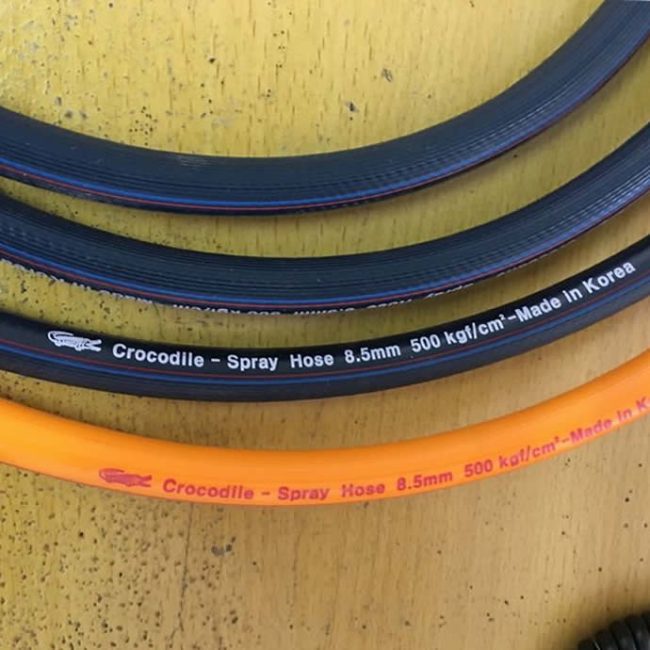 Crocodile - Spray Hose 8.5mm 500 kgf/cm²-Made in Korea
Crocodile - Spray Hose 8.5mm 500 kgf/cm²-Made in K